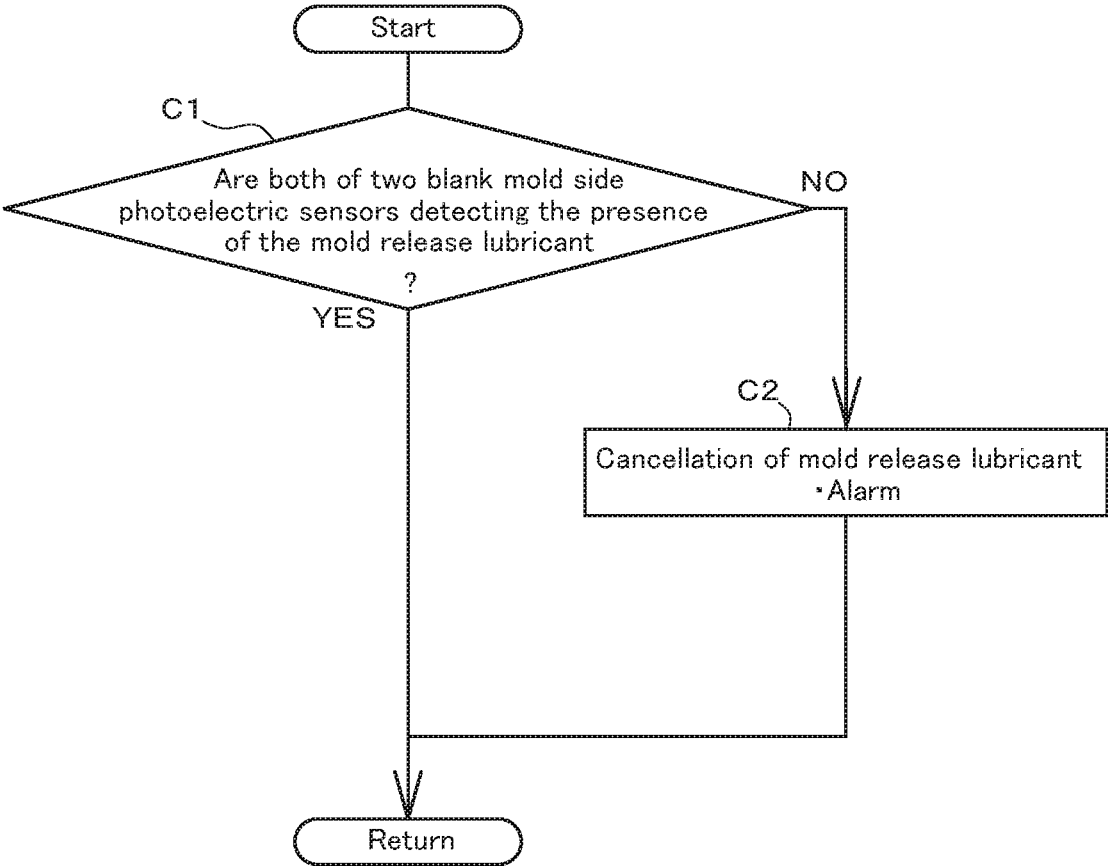 Start
C1
Are both of two blank mold side
photoelectric sensors detecting the presence
of the mold release lubricant
?
NO
YES
C2
Cancellation of mold release lubricant
・Alarm
Return